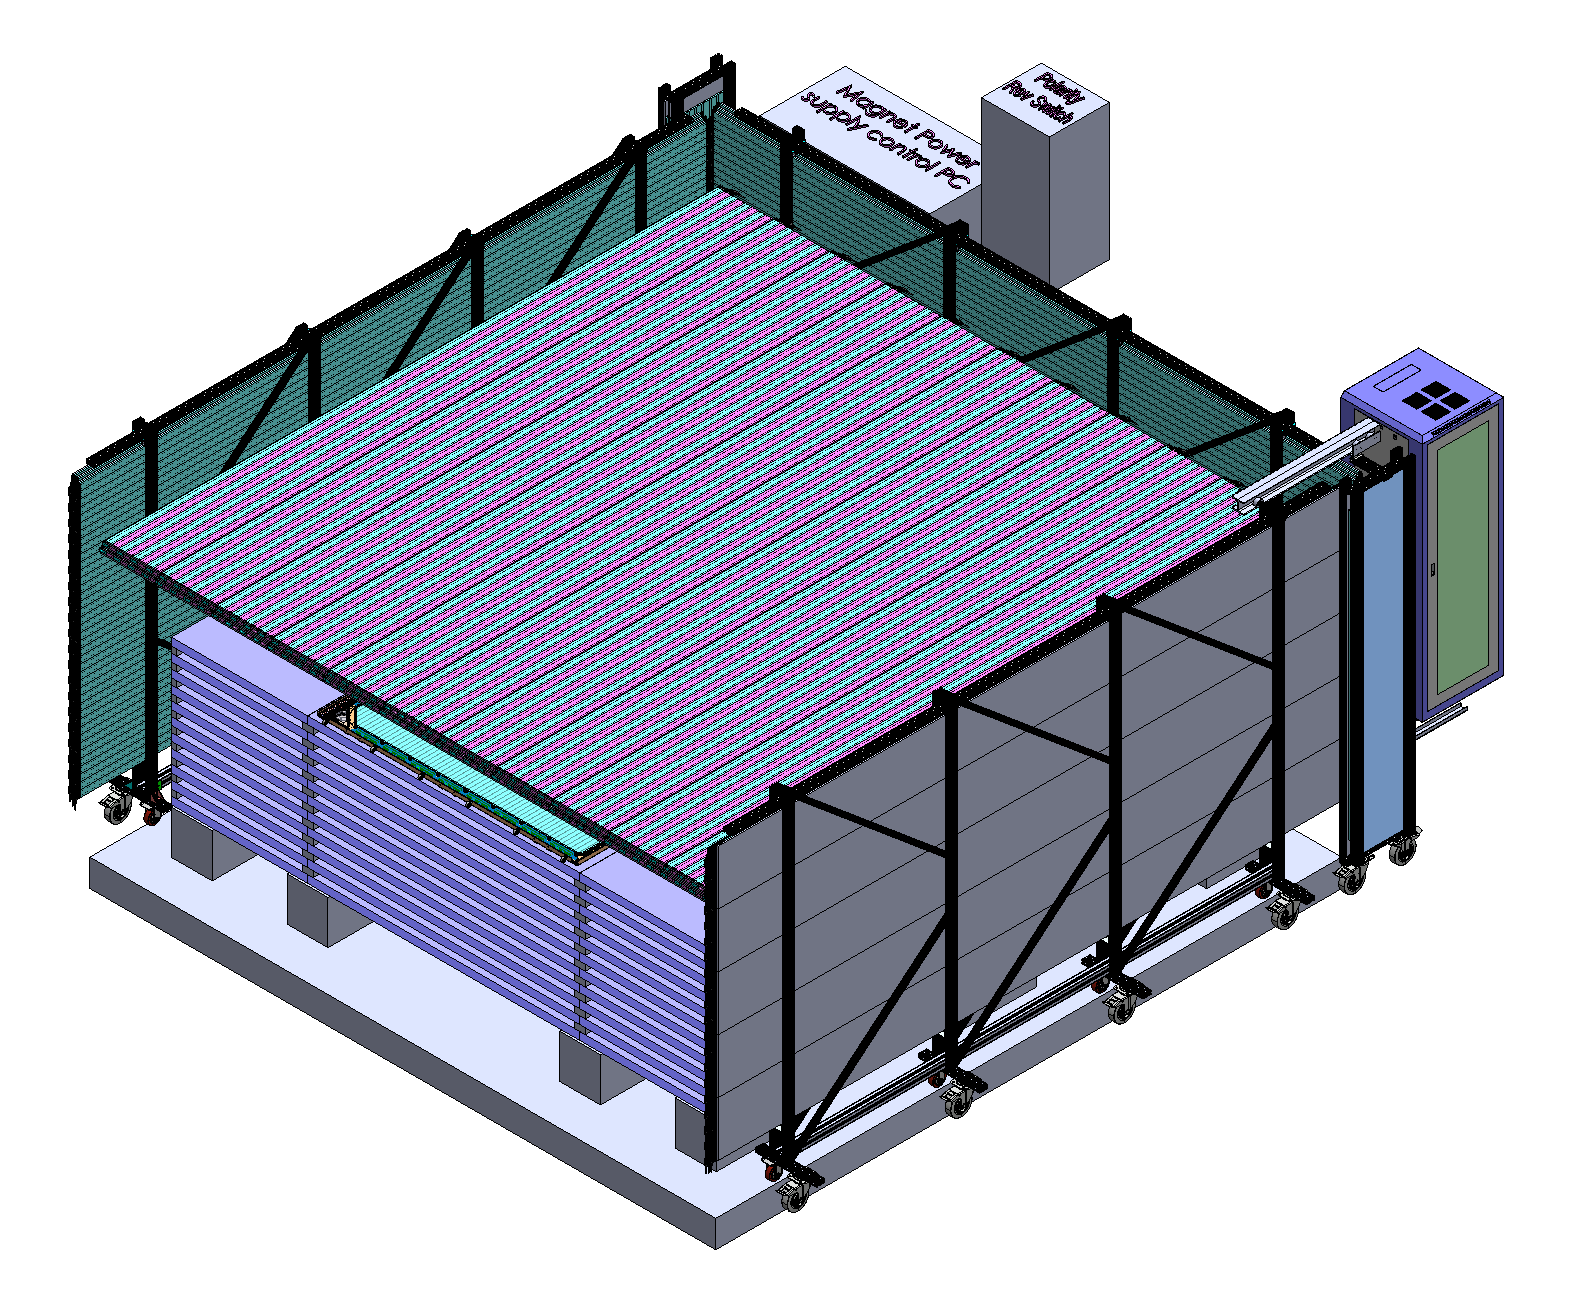 Magnet Power
supply control PC
Polarity
Rev Switch